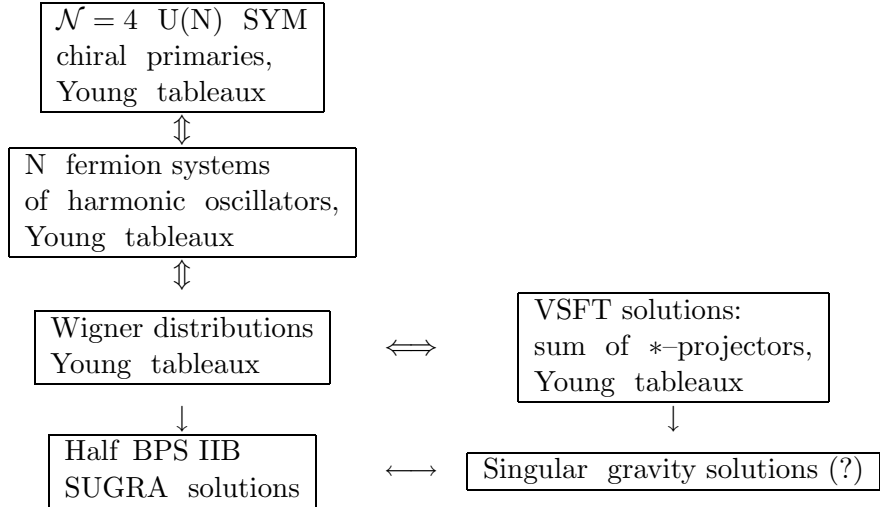 𝒩 = 4 U(N) SYM
chiral primaries,
Young tableaux
⇕
N fermion systems
of harmonic oscillators,
Young tableaux
⇕
Wigner distributions
Young tableaux
⟺
VSFT solutions:
sum of ∗–projectors,
Young tableaux
↓ ↓
Half BPS IIB
SUGRA solutions
⟷
Singular gravity solutions (?)